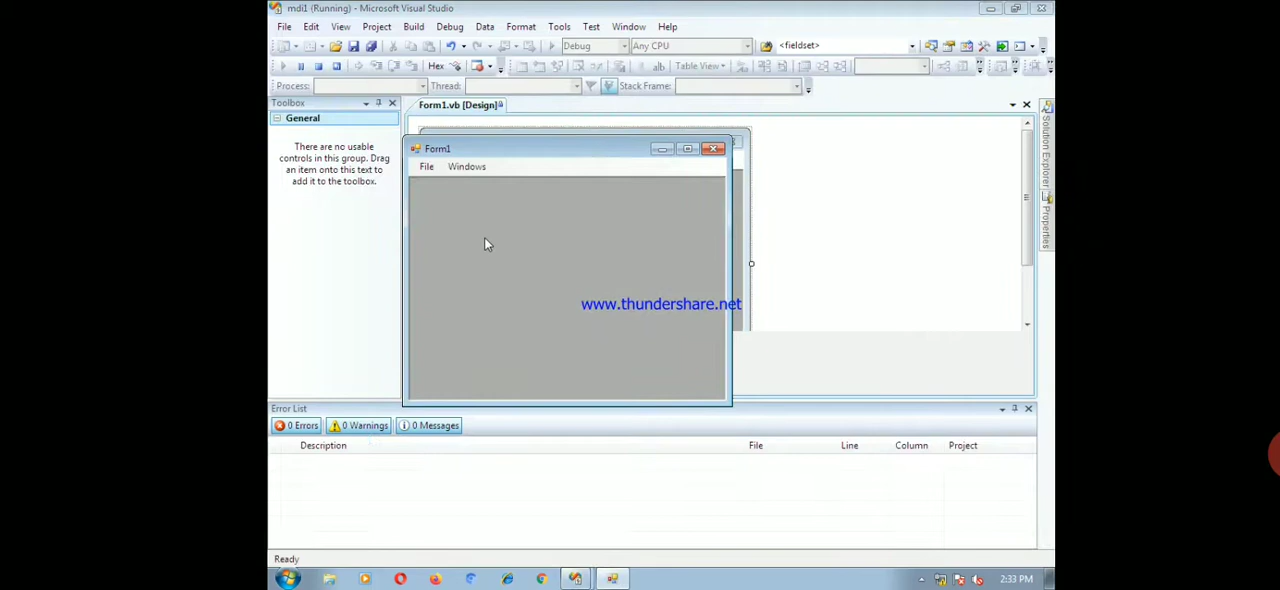 mdi1 (Running) - Microsoft Visual Studio
File Edit View Project Build Debug Data Format Tools Test Window Help
Debug Any CPU <fieldset>
Hex Table View
Process: Thread: Stack Frame:
Toolbox
Form1.vb [Design]
General
There are no usable
controls in this group. Drag
an item onto this text to
add it to the toolbox.
Form1
File Windows
www.thundershare.net
Solution Explorer
Properties
Error List
0 Errors 0 Warnings 0 Messages
Description File Line Column Project
Ready
2:33 PM